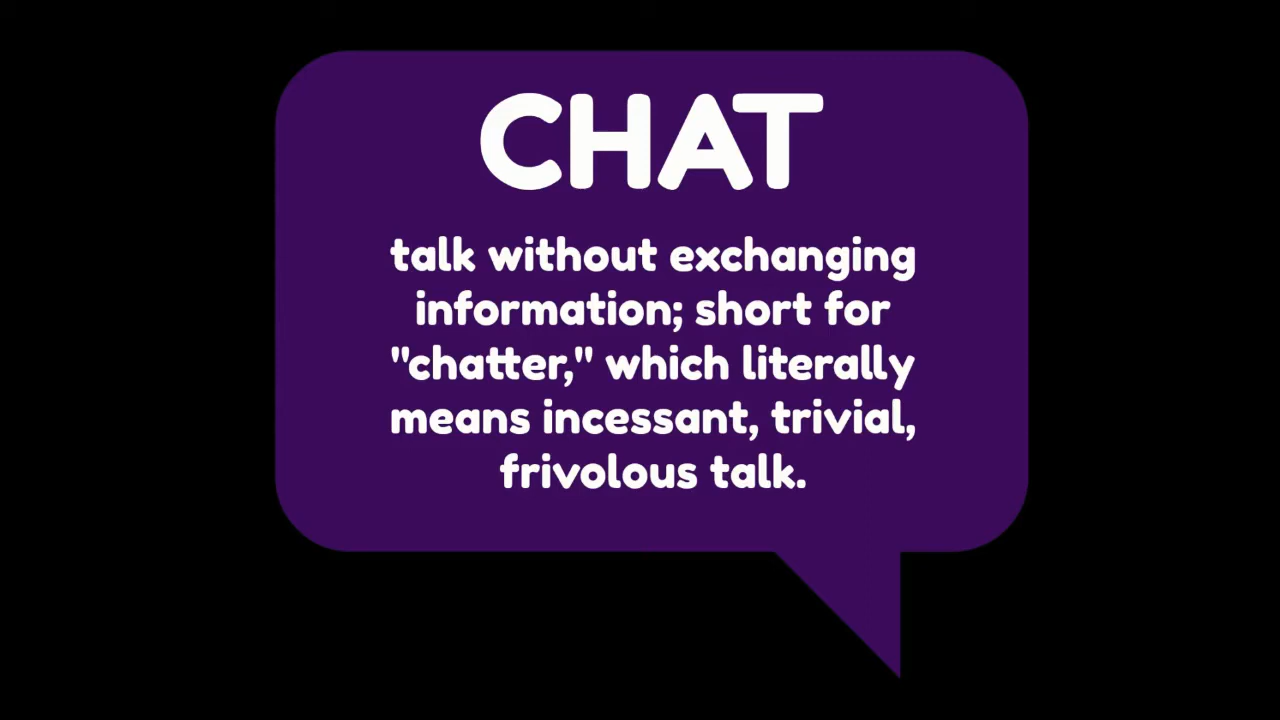 CHAT
talk without exchanging
information; short for
"chatter," which literally
means incessant, trivial,
frivolous talk.